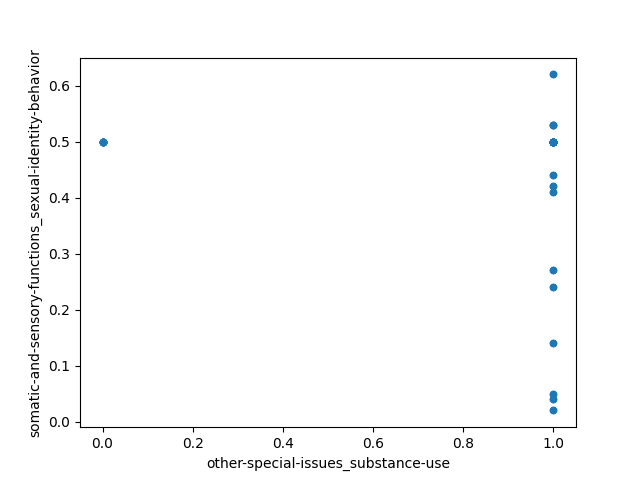 somatic-and-sensory-functions_sexual-identity-behavior
0.6
0.5
0.4
0.3
0.2
0.1
0.0
0.0 0.2 0.4 0.6 0.8 1.0
other-special-issues_substance-use